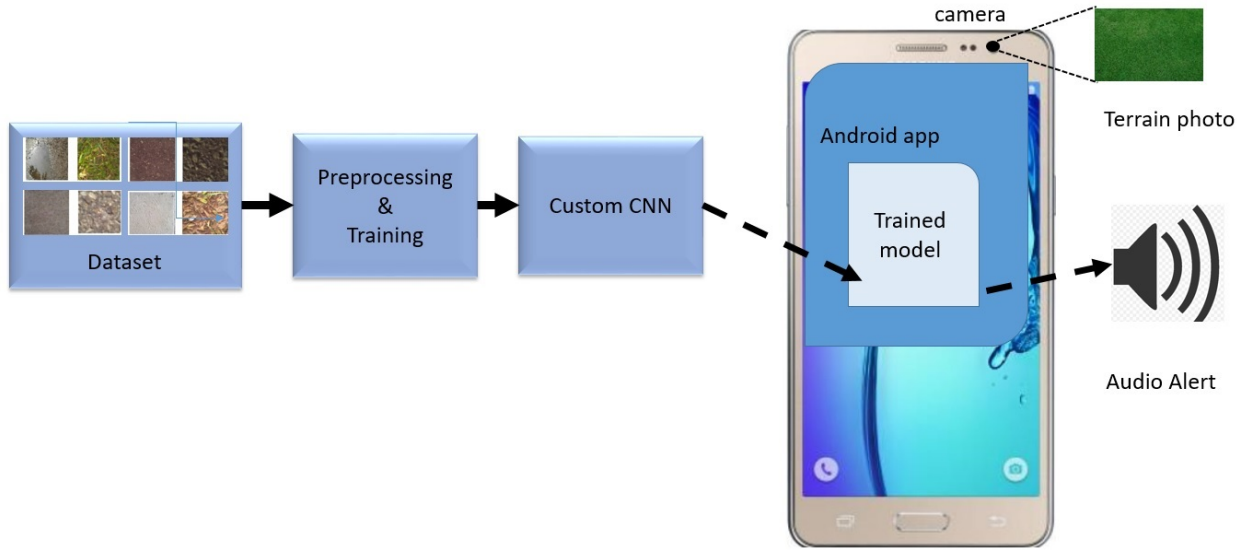 camera
Terrain photo
Android app
Preprocessing
&
Training
Custom CNN
Trained
model
Dataset
Audio Alert